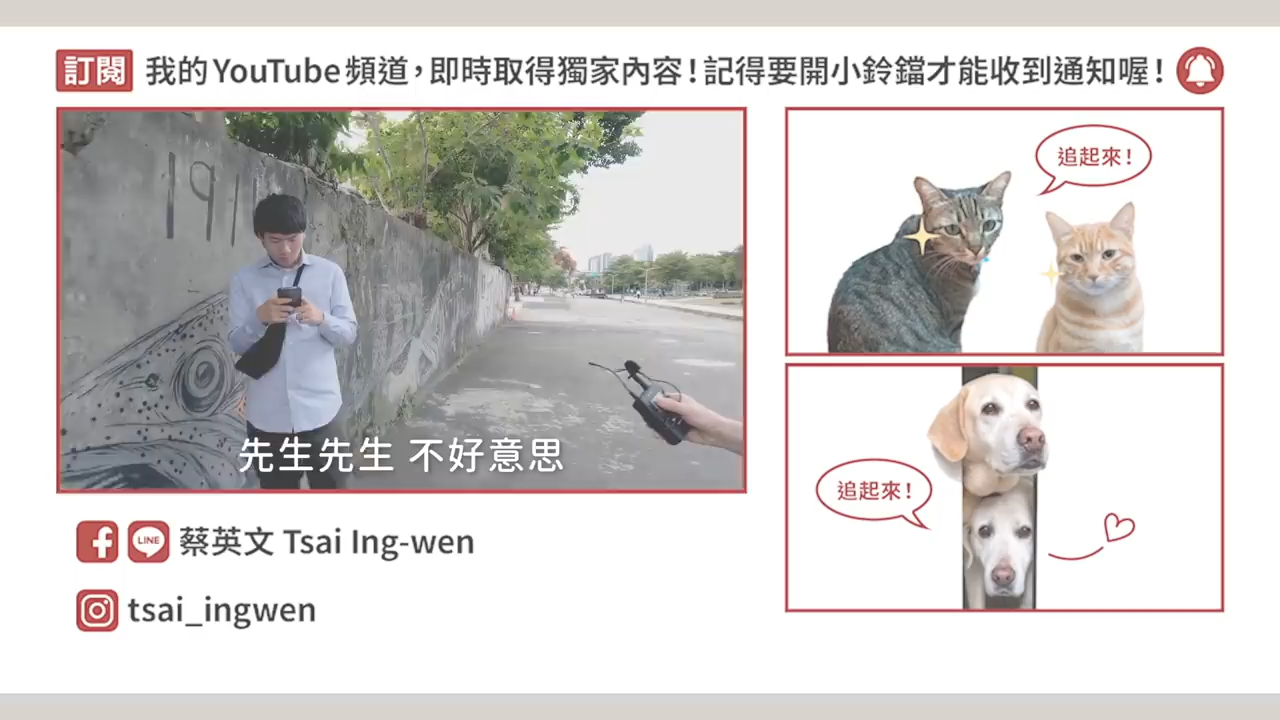 訂閱 我的YouTube頻道,即時取得獨家內容!記得要開小鈴鐺才能收到通知喔!
191
先生先生 不好意思
追起來!
追起來!
LINE 蔡英文 Tsai Ing-wen
tsai_ingwen